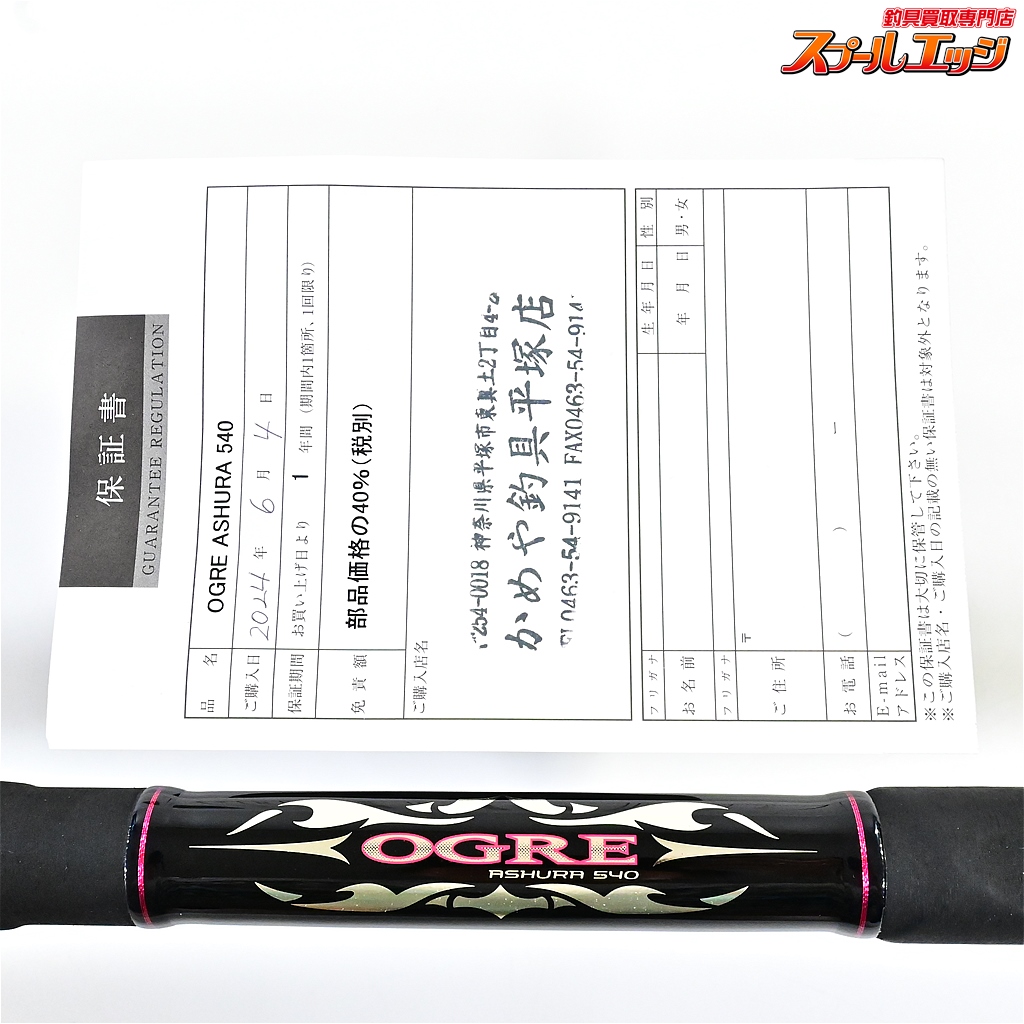 釣具買取専門店
スプールエッジ
保証書
GUARANTEE REGULATION
品名 OGRE ASHURA 540
ご購入日 2024年 6月 4日
保証期間 お買い上げ日より 1 年間 (期間内1箇所、1回限り)
免責額 部品価格の40%(税別)
ご購入店名
254-0018 神奈川県平塚市東真土2丁目4-
かめや釣具平塚店
0463-54-9141 FAX0463-54-914
フリガナ
生年月日
性別
お名前
年 月 日
男・女
フリガナ
ご住所
〒
お電話 ( ) ー
E-mail
アドレス
※この保証書は大切に保管して下さい。
※ご購入店名・ご購入日の記載の無い保証書は対象外となります。
OGRE
ASHURA 540